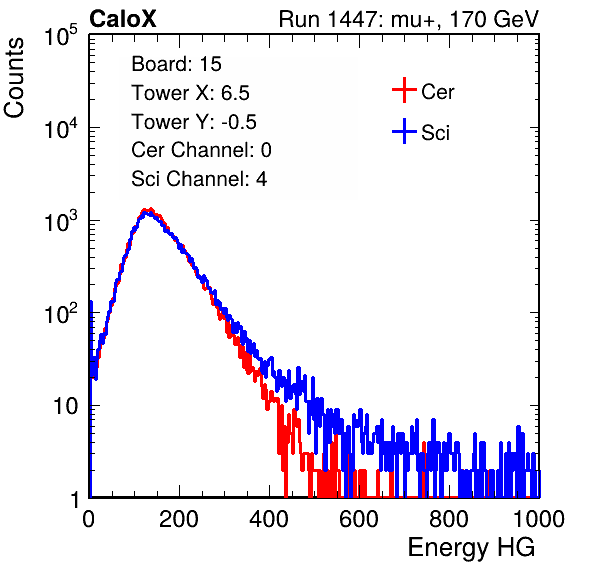 CaloX Run 1447: mu+, 170 GeV
Counts
Board: 15
Tower X: 6.5
Tower Y: -0.5
Cer Channel: 0
Sci Channel: 4
Cer
Sci
10^5
10^4
10^3
10^2
10
1
0 200 400 600 800 1000
Energy HG